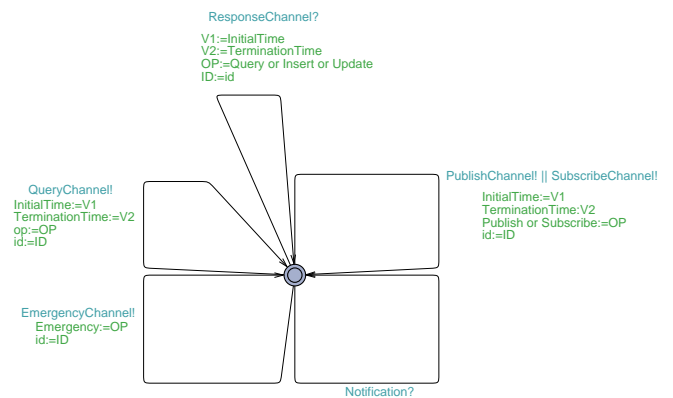 ResponseChannel?
V1:=InitialTime
V2:=TerminationTime
OP:=Query or Insert or Update
ID:=id
QueryChannel!
InitialTime:=V1
TerminationTime:=V2
op:=OP
id:=ID
PublishChannel! || SubscribeChannel!
InitialTime:=V1
TerminationTime:V2
Publish or Subscribe:=OP
id:=ID
EmergencyChannel!
Emergency:=OP
id:=ID
Notification?